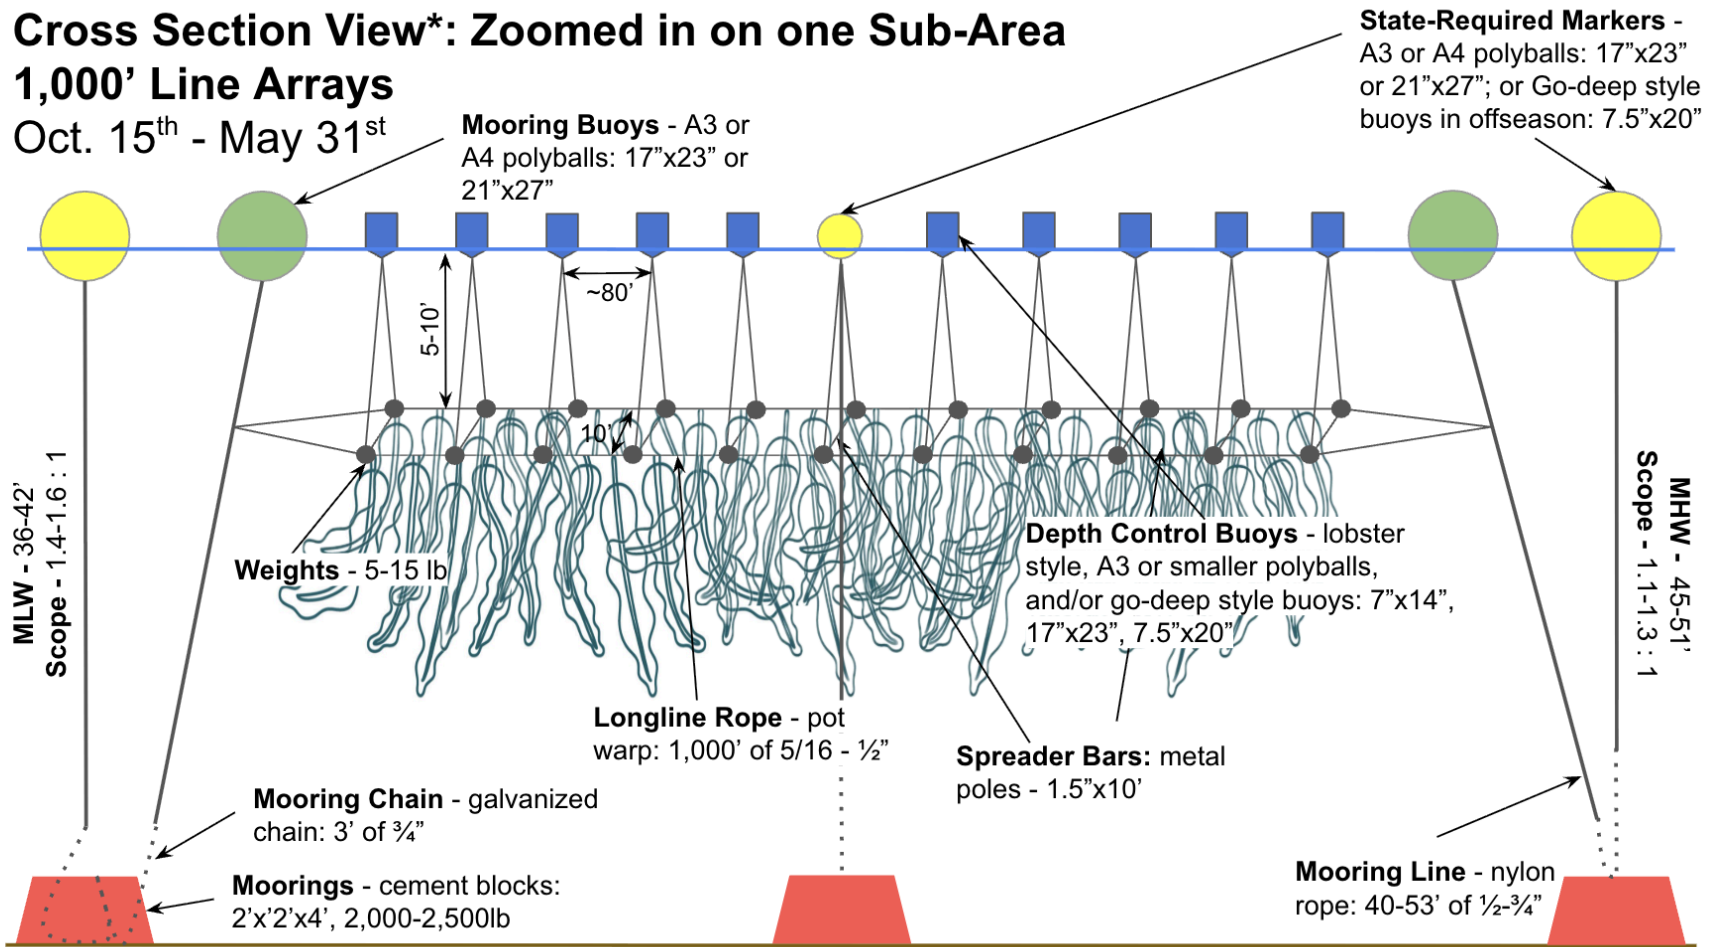 Cross Section View*: Zoomed in on one Sub-Area
1,000’ Line Arrays
Oct. 15th - May 31st
State-Required Markers -
A3 or A4 polyballs: 17”x23”
or 21”x27”; or Go-deep style
buoys in offseason: 7.5”x20”
Mooring Buoys - A3 or
A4 polyballs: 17”x23” or
21”x27”
~80’
5-10’
10’
MLW - 36-42’
Scope - 1.4-1.6 : 1
MHW - 45-51’
Scope - 1.1-1.3 : 1
Weights - 5-15 lb
Depth Control Buoys - lobster
style, A3 or smaller polyballs,
and/or go-deep style buoys: 7”x14”,
17”x23”, 7.5”x20”
Longline Rope - pot
warp: 1,000’ of 5/16 - ½”
Spreader Bars: metal
poles - 1.5”x10’
Mooring Chain - galvanized
chain: 3’ of ¾”
Moorings - cement blocks:
2’x’2’x4’, 2,000-2,500lb
Mooring Line - nylon
rope: 40-53’ of ½-¾”